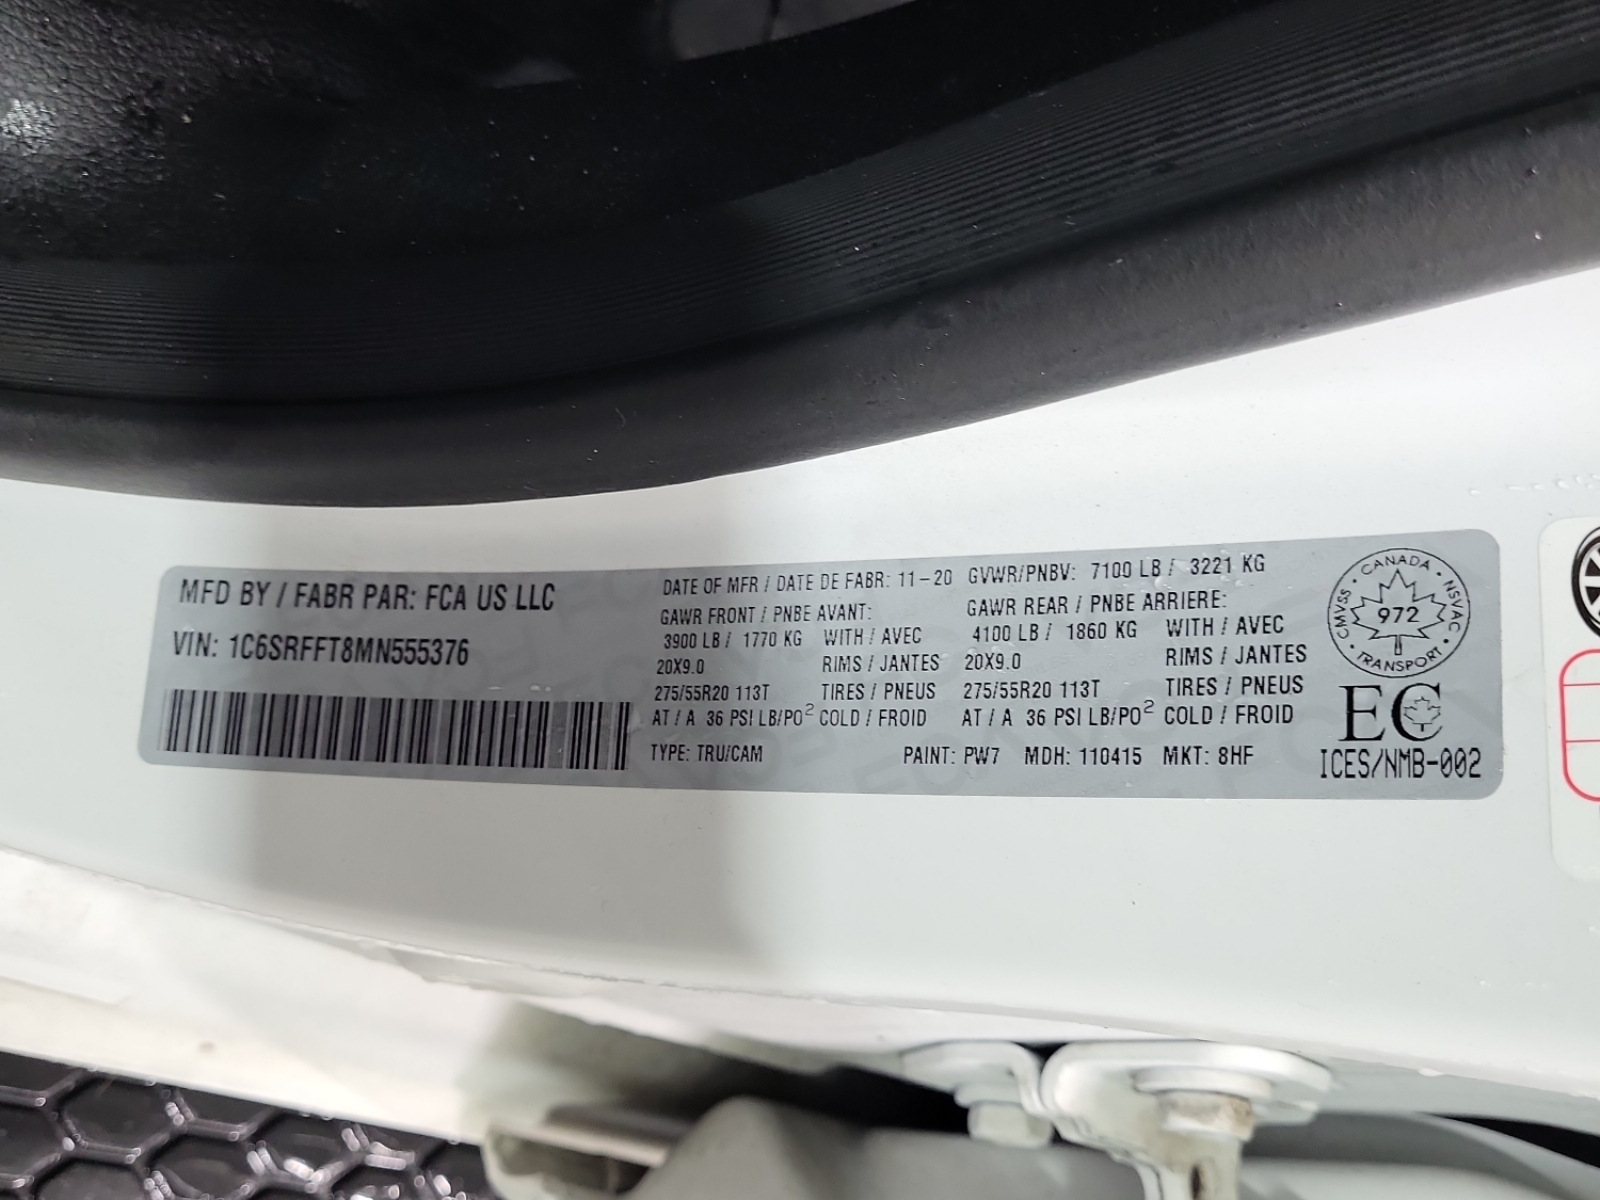 MFD BY / FABR PAR: FCA US LLC
VIN: 1C6SRFFT8MN555376
DATE OF MFR / DATE DE FABR: 11-20 GVWR/PNBV: 7100 LB / 3221 KG
GAWR FRONT / PNBE AVANT: GAWR REAR / PNBE ARRIERE:
3900 LB / 1770 KG WITH / AVEC 4100 LB / 1860 KG WITH / AVEC
20X9.0 RIMS / JANTES 20X9.0 RIMS / JANTES
275/55R20 113T TIRES / PNEUS 275/55R20 113T TIRES / PNEUS
AT / A 36 PSI LB/PO² COLD / FROID AT / A 36 PSI LB/PO² COLD / FROID
TYPE: TRU/CAM PAINT: PW7 MDH: 110415 MKT: 8HF
CANADA • NSVAC • TRANSPORT • CMVSS •
972
EC
ICES/NMB-002